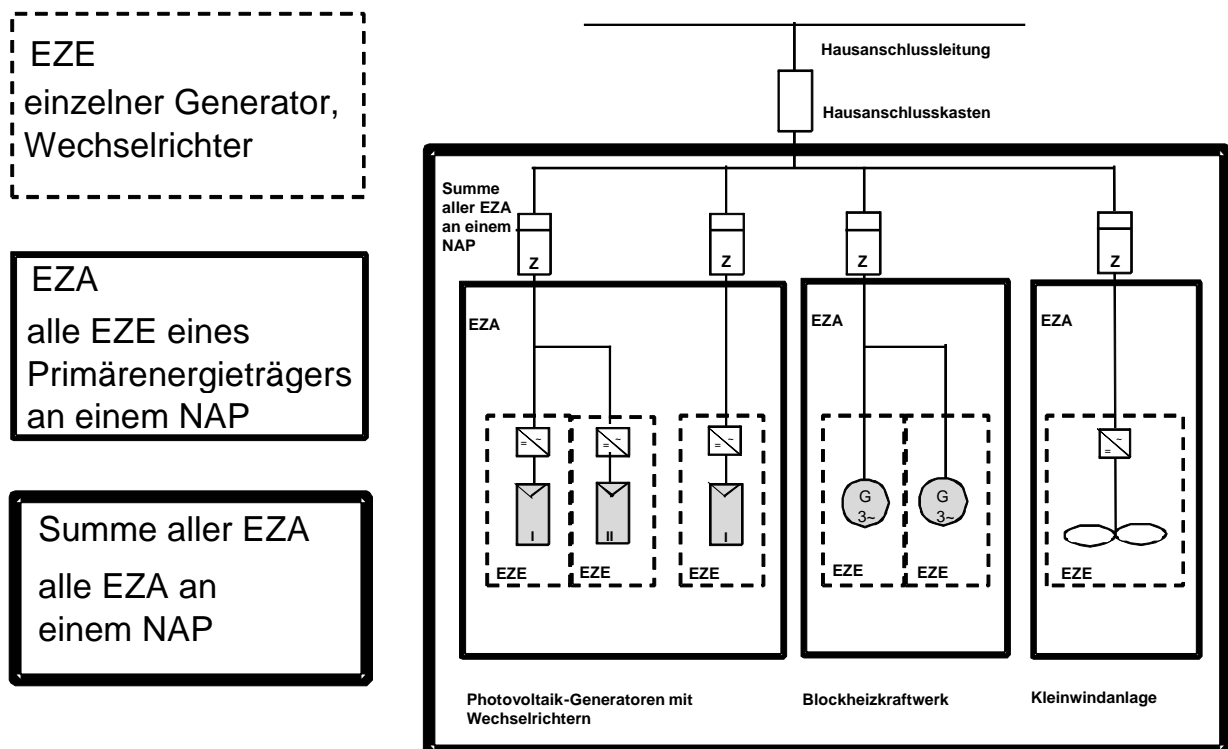 EZE
einzelner Generator,
Wechselrichter
EZA
alle EZE eines
Primärenergieträgers
an einem NAP
Summe aller EZA
alle EZA an
einem NAP
Hausanschlussleitung
Hausanschlusskasten
Summe
aller EZA
an einem
NAP
Z
Z
Z
Z
EZA
EZA
EZA
= ~
= ~
= ~
= ~
I
II
I
G
3~
G
3~
EZE
EZE
EZE
EZE
EZE
EZE
Photovoltaik-Generatoren mit
Wechselrichtern
Blockheizkraftwerk
Kleinwindanlage